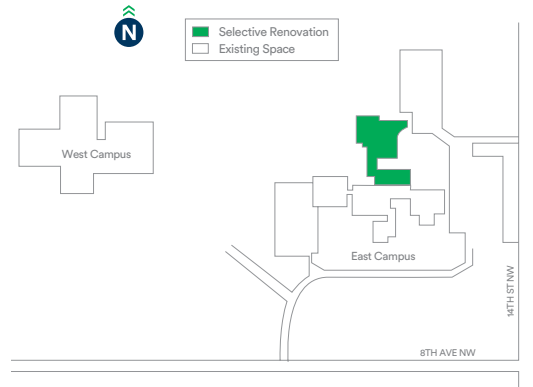 N
Selective Renovation
Existing Space
West Campus
East Campus
14TH ST NW
8TH AVE NW